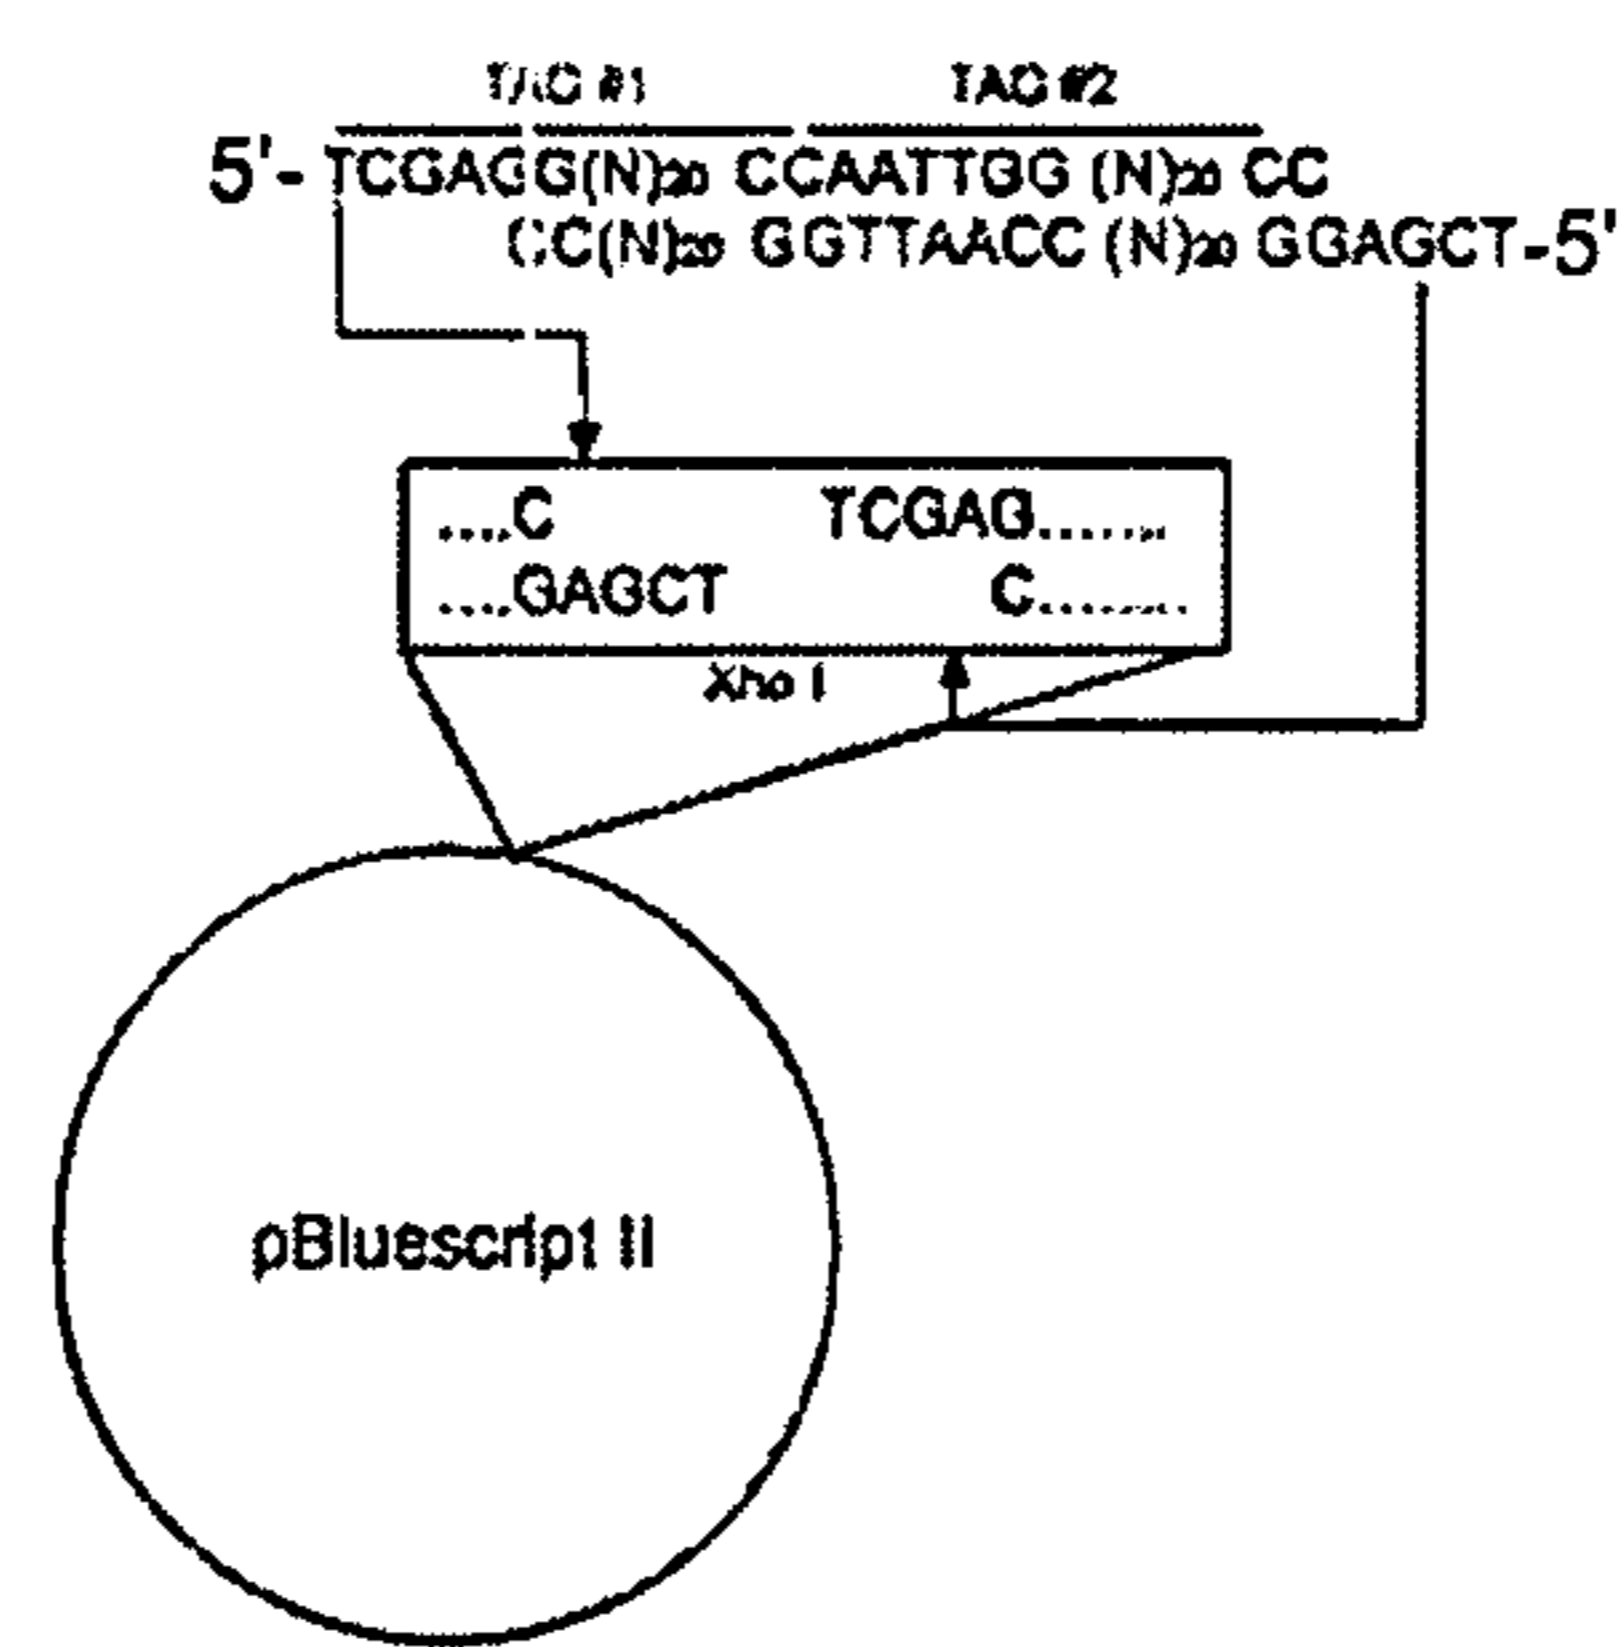 TAG #1 TAG #2
5'- TCGAGG(N)20 CCAATTGG (N)20 CC
CC(N)20 GGTTAACC (N)20 GGAGCT-5'
....C TCGAG.......
....GAGCT C........
Xho I
pBluescript II